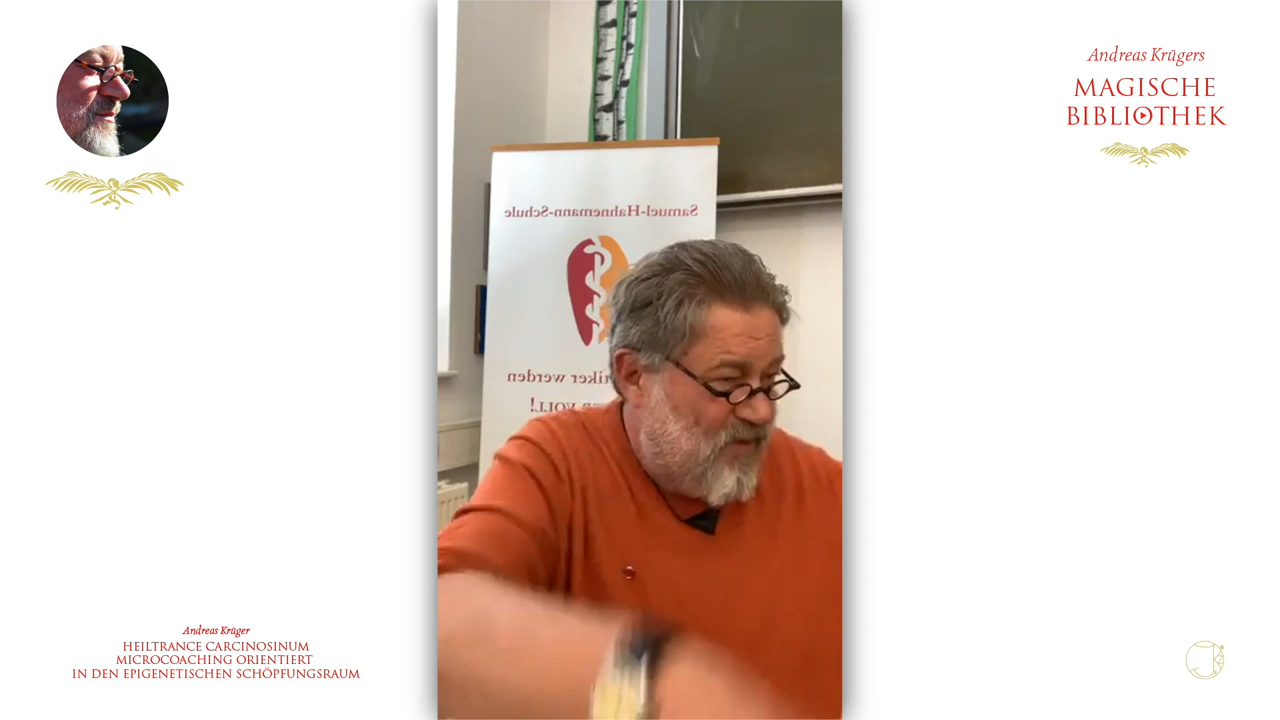 Andreas Krügers
MAGISCHE
BIBLIOTHEK
Samuel-Hahnemann-Schule
riker werden
VOLL!
Andreas Krüger
HEILTRANCE CARCINOSINUM
MICROCOACHING ORIENTIERT
IN DEN EPIGENETISCHEN SCHÖPFUNGSRAUM